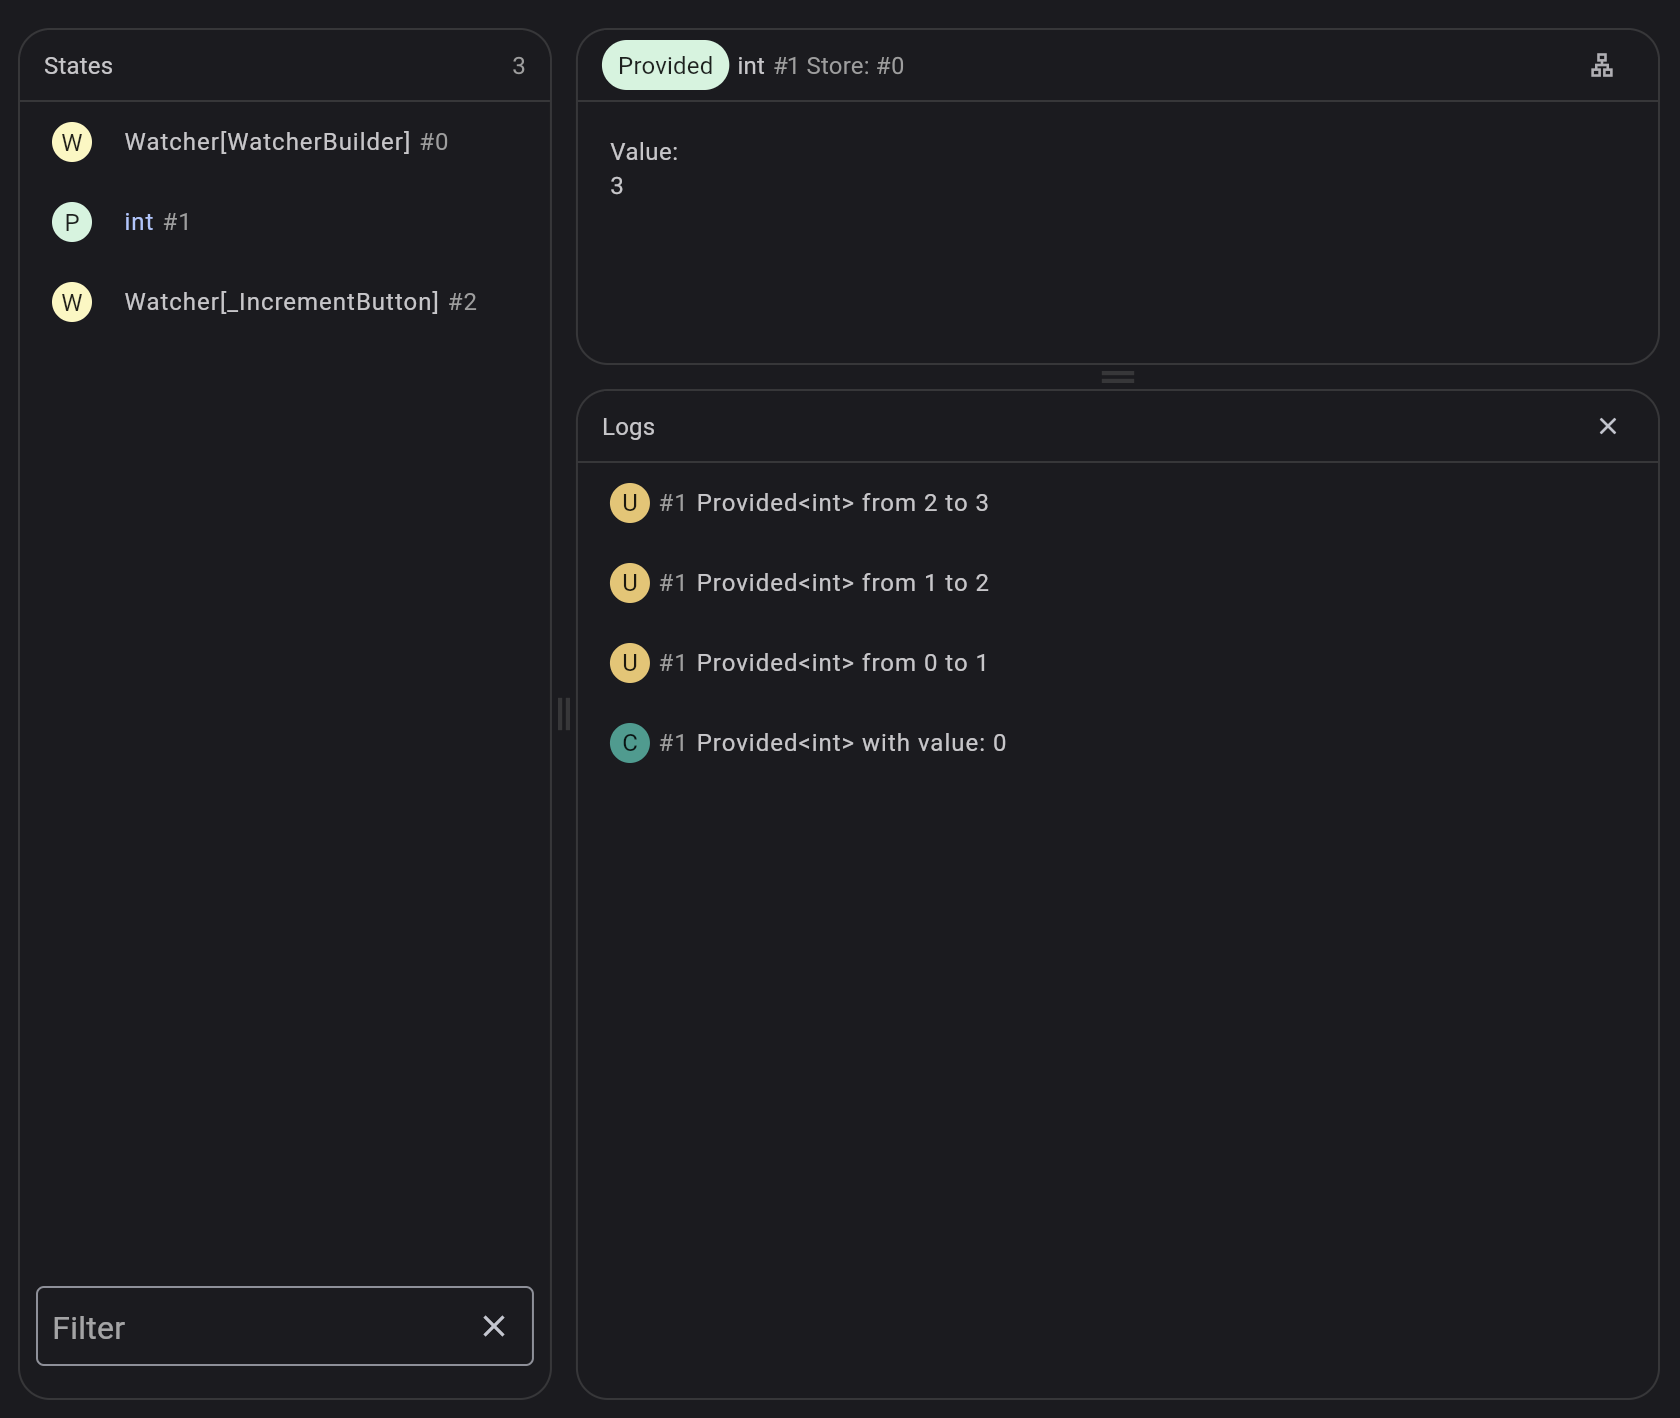 States 3
W Watcher[WatcherBuilder] #0
P int #1
W Watcher[_IncrementButton] #2
Filter
Provided int #1 Store: #0
Value:
3
Logs
U #1 Provided<int> from 2 to 3
U #1 Provided<int> from 1 to 2
U #1 Provided<int> from 0 to 1
C #1 Provided<int> with value: 0